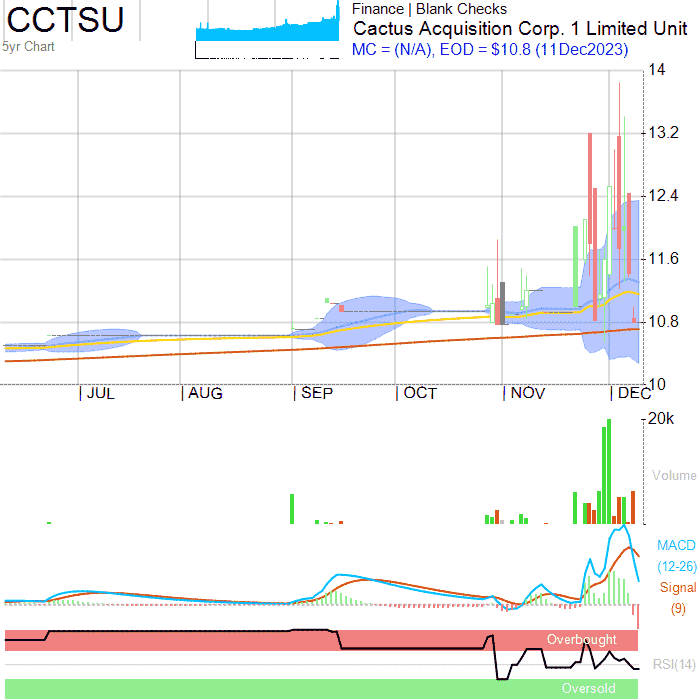 CCTSU
5yr Chart
Finance | Blank Checks
Cactus Acquisition Corp. 1 Limited Unit
MC = (N/A), EOD = $10.8 (11Dec2023)
14
13.2
12.4
11.6
10.8
10
JUL AUG SEP OCT NOV DEC
20k
Volume
MACD
(12-26)
Signal
(9)
Overbought
RSI(14)
Oversold